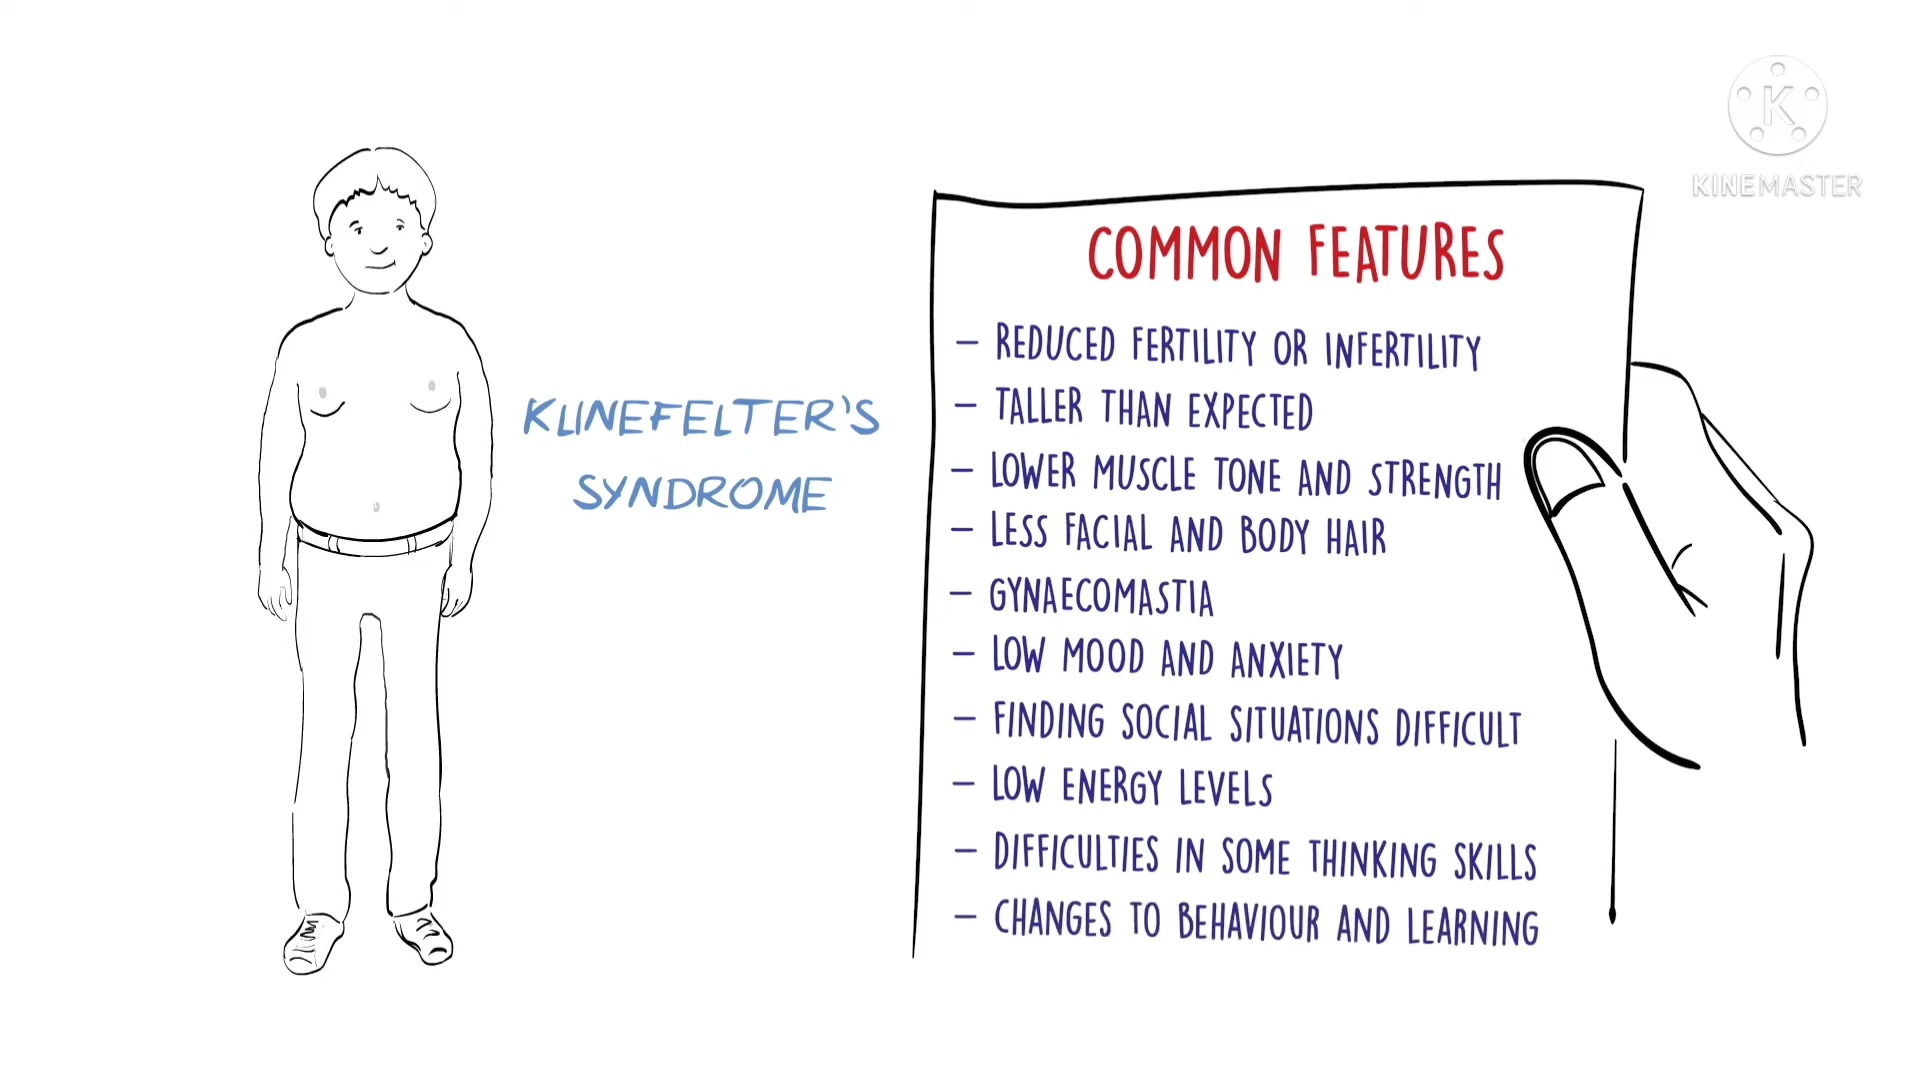 K
KINEMASTER
KLINEFELTER'S
SYNDROME
COMMON FEATURES
– REDUCED FERTILITY OR INFERTILITY
– TALLER THAN EXPECTED
– LOWER MUSCLE TONE AND STRENGTH
– LESS FACIAL AND BODY HAIR
– GYNAECOMASTIA
– LOW MOOD AND ANXIETY
– FINDING SOCIAL SITUATIONS DIFFICULT
– LOW ENERGY LEVELS
– DIFFICULTIES IN SOME THINKING SKILLS
– CHANGES TO BEHAVIOUR AND LEARNING